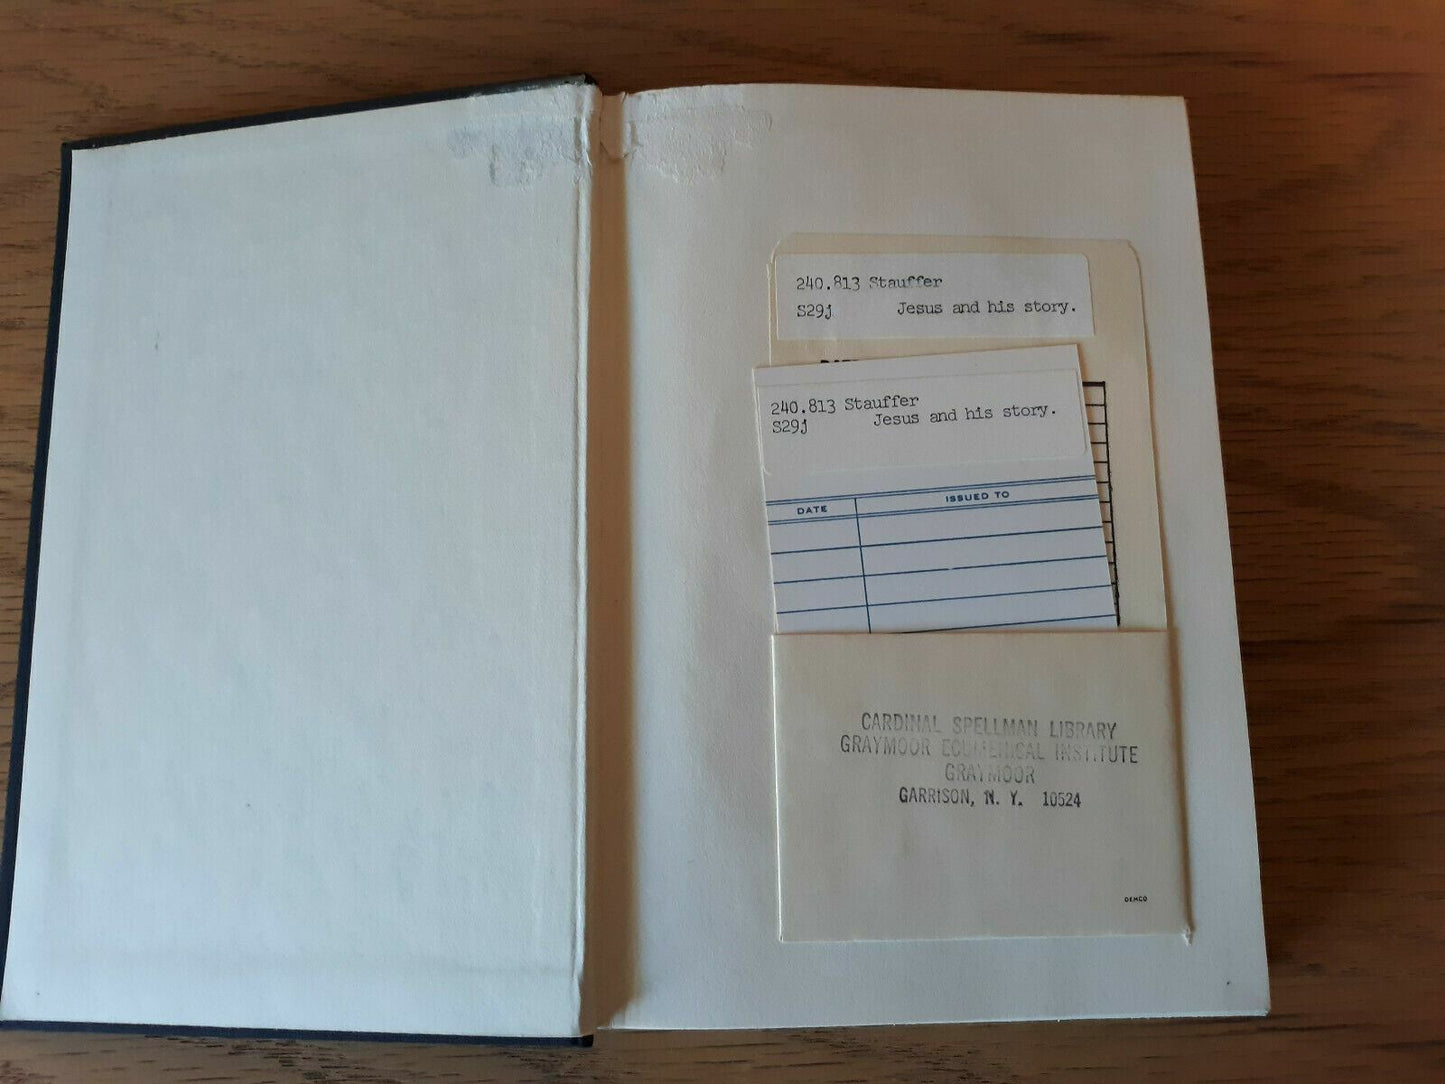 240.813 Stauffer
S29j Jesus and his story.
240.813 Stauffer
S29j Jesus and his story.
DATE ISSUED TO
CARDINAL SPELLMAN LIBRARY
GRAYMOOR ECUMENICAL INSTITUTE
GRAYMOOR
GARRISON, N. Y. 10524
DEMCO